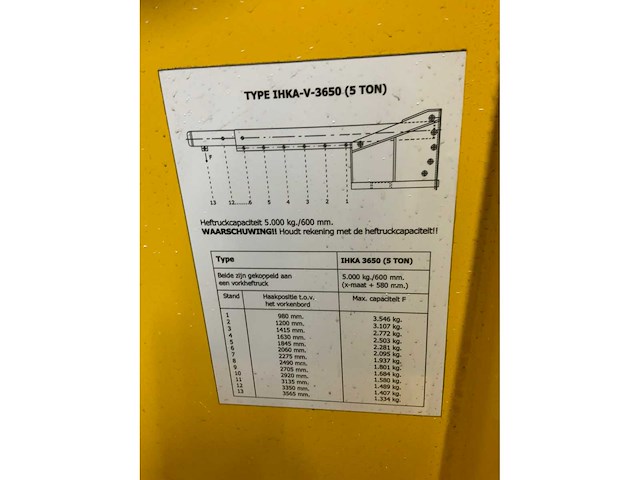 TYPE IHKA-V-3650 (5 TON)
F
13 12........6 5 4 3 2 1
Heftruckcapaciteit 5.000 kg./600 mm.
WAARSCHUWING!! Houdt rekening met de heftruckcapaciteit!!
Type IHKA 3650 (5 TON)
Beide zijn gekoppeld aan een vorkheftruck 5.000 kg./600 mm. (x-maat + 580 mm.)
Stand Haakpositie t.o.v. het vorkenbord Max. capaciteit F
1 980 mm. 3.546 kg.
2 1200 mm. 3.107 kg.
3 1415 mm. 2.772 kg.
4 1630 mm. 2.503 kg.
5 1845 mm. 2.281 kg.
6 2060 mm. 2.095 kg.
7 2275 mm. 1.937 kg.
8 2490 mm. 1.801 kg.
9 2705 mm. 1.684 kg.
10 2920 mm. 1.580 kg.
11 3135 mm. 1.489 kg.
12 3350 mm. 1.407 kg.
13 3565 mm. 1.334 kg.